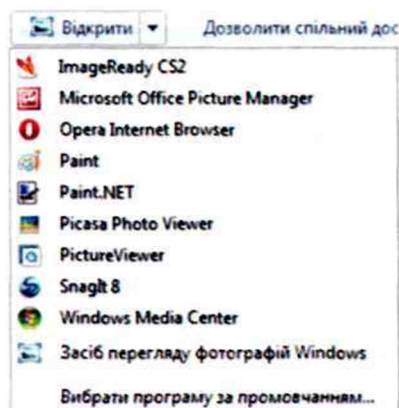 Відкрити Дозволити спільний дос
ImageReady CS2
Microsoft Office Picture Manager
Opera Internet Browser
Paint
Paint.NET
Picasa Photo Viewer
PictureViewer
SnagIt 8
Windows Media Center
Засіб перегляду фотографій Windows
Вибрати програму за промовчанням...